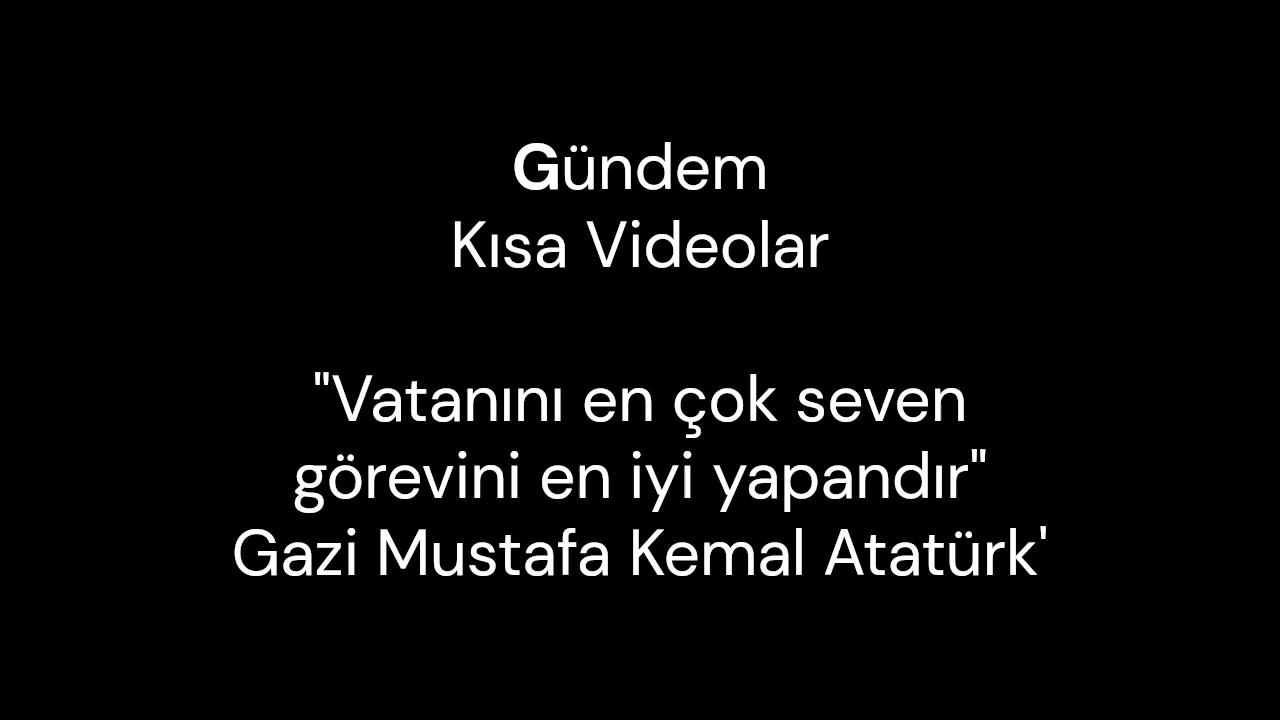 Gündem
Kısa Videolar
"Vatanını en çok seven
görevini en iyi yapandır"
Gazi Mustafa Kemal Atatürk'